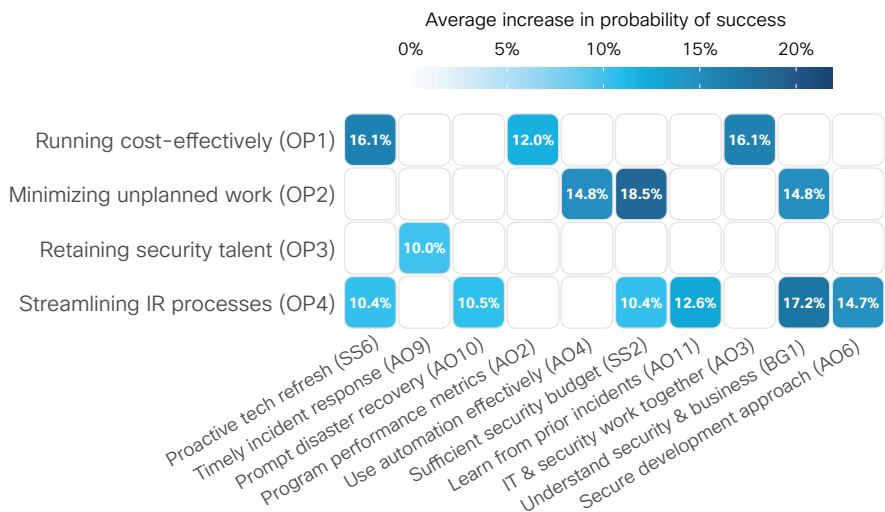 Average increase in probability of success
0% 5% 10% 15% 20%
Running cost-effectively (OP1) 16.1% 12.0% 16.1%
Minimizing unplanned work (OP2) 14.8% 18.5% 14.8%
Retaining security talent (OP3) 10.0%
Streamlining IR processes (OP4) 10.4% 10.5% 10.4% 12.6% 17.2% 14.7%
Proactive tech refresh (SS6)
Timely incident response (AO9)
Prompt disaster recovery (AO10)
Program performance metrics (AO2)
Use automation effectively (AO4)
Sufficient security budget (SS2)
Learn from prior incidents (AO11)
IT & security work together (AO3)
Understand security & business (BG1)
Secure development approach (AO6)